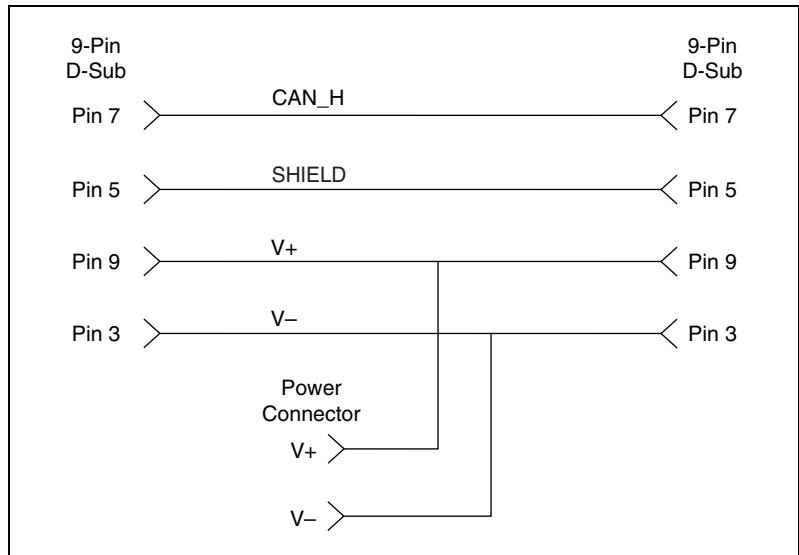 9-Pin
D-Sub
9-Pin
D-Sub
Pin 7
CAN_H
Pin 7
Pin 5
SHIELD
Pin 5
Pin 9
V+
Pin 9
Pin 3
V–
Pin 3
Power
Connector
V+
V–